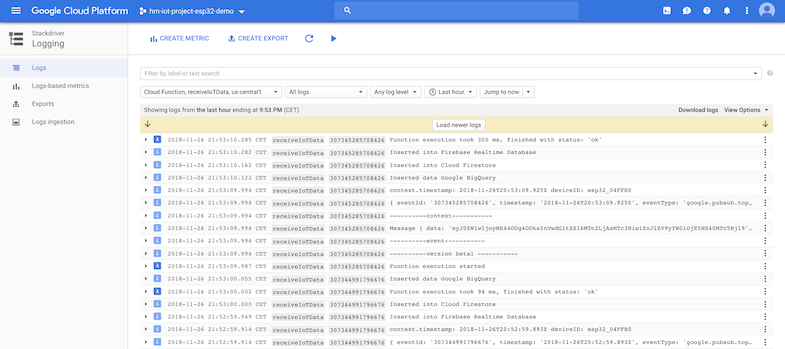 Google Cloud Platform
hm-iot-project-esp32-demo
Stackdriver
Logging
CREATE METRIC
CREATE EXPORT
Logs
Logs-based metrics
Exports
Logs ingestion
Filter by label or text search
Cloud Function, receiveIoTData, us-central1
All logs
Any log level
Last hour
Jump to now
Showing logs from the last hour ending at 9:53 PM (CET)
Download logs
View Options
Load newer logs
2018-11-26 21:53:10.285 CET receiveIoTData 307345285708426 Function execution took 300 ms, finished with status: 'ok'
2018-11-26 21:53:10.282 CET receiveIoTData 307345285708426 Inserted into Firebase Realtime Database
2018-11-26 21:53:10.162 CET receiveIoTData 307345285708426 Inserted into Cloud Firestore
2018-11-26 21:53:10.122 CET receiveIoTData 307345285708426 Inserted data Google BigQuery
2018-11-26 21:53:09.994 CET receiveIoTData 307345285708426 context.timestamp: 2018-11-26T20:53:09.925Z deviceID: esp32_04FFB0
2018-11-26 21:53:09.994 CET receiveIoTData 307345285708426 { eventId: '307345285708426', timestamp: '2018-11-26T20:53:09.925Z', eventType: 'google.pubsub.top…
2018-11-26 21:53:09.994 CET receiveIoTData 307345285708426 ----------context-----------
2018-11-26 21:53:09.994 CET receiveIoTData 307345285708426 Message { data:
2018-11-26 21:53:09.994 CET receiveIoTData 307345285708426 ----------event-----------
2018-11-26 21:53:09.994 CET receiveIoTData 307345285708426 ----------version beta1 -----------
2018-11-26 21:53:08.987 CET receiveIoTData 307345285708426 Function execution started
2018-11-26 21:53:00.055 CET receiveIoTData 307344991796676 Inserted data Google BigQuery
2018-11-26 21:53:00.002 CET receiveIoTData 307344991796676 Function execution took 94 ms, finished with status: 'ok'
2018-11-26 21:53:00.000 CET receiveIoTData 307344991796676 Inserted into Cloud Firestore
2018-11-26 21:52:59.949 CET receiveIoTData 307344991796676 Inserted into Firebase Realtime Database
2018-11-26 21:52:59.914 CET receiveIoTData 307344991796676 context.timestamp: 2018-11-26T20:52:59.893Z deviceID: esp32_04FFB0
2018-11-26 21:52:59.914 CET receiveIoTData 307344991796676 { eventId: '307344991796676', timestamp: '2018-11-26T20:52:59.893Z', eventType: 'google.pubsub.top…